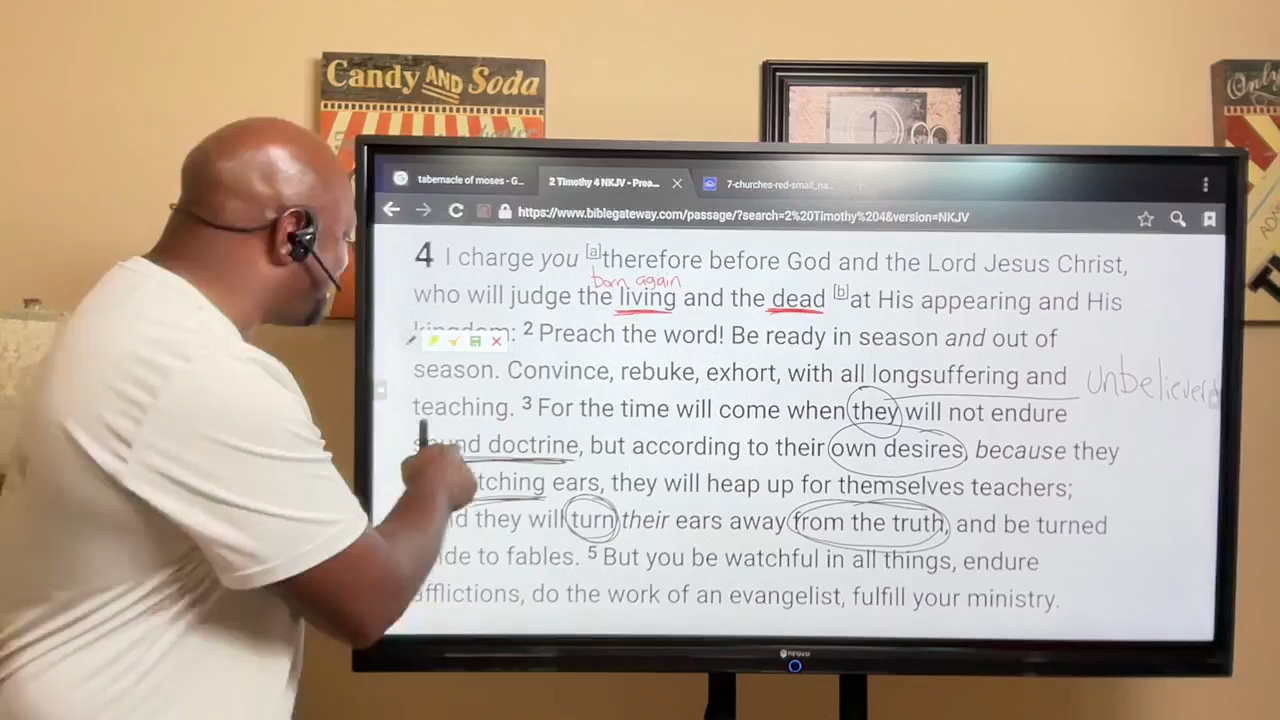 Candy AND Soda
1
Only
tabernacle of moses - G...
2 Timothy 4 NKJV - Prea...
7-churches-red-small_na...
https://www.biblegateway.com/passage/?search=2%20Timothy%204&version=NKJV
4 I charge you [a]therefore before God and the Lord Jesus Christ,
born again
who will judge the living and the dead [b]at His appearing and His
kingdom: 2 Preach the word! Be ready in season and out of
season. Convince, rebuke, exhort, with all longsuffering and
unbelievers
teaching. 3 For the time will come when they will not endure
sound doctrine, but according to their own desires, because they
itching ears, they will heap up for themselves teachers;
they will turn their ears away from the truth, and be turned
to fables. 5 But you be watchful in all things, endure
afflictions, do the work of an evangelist, fulfill your ministry.